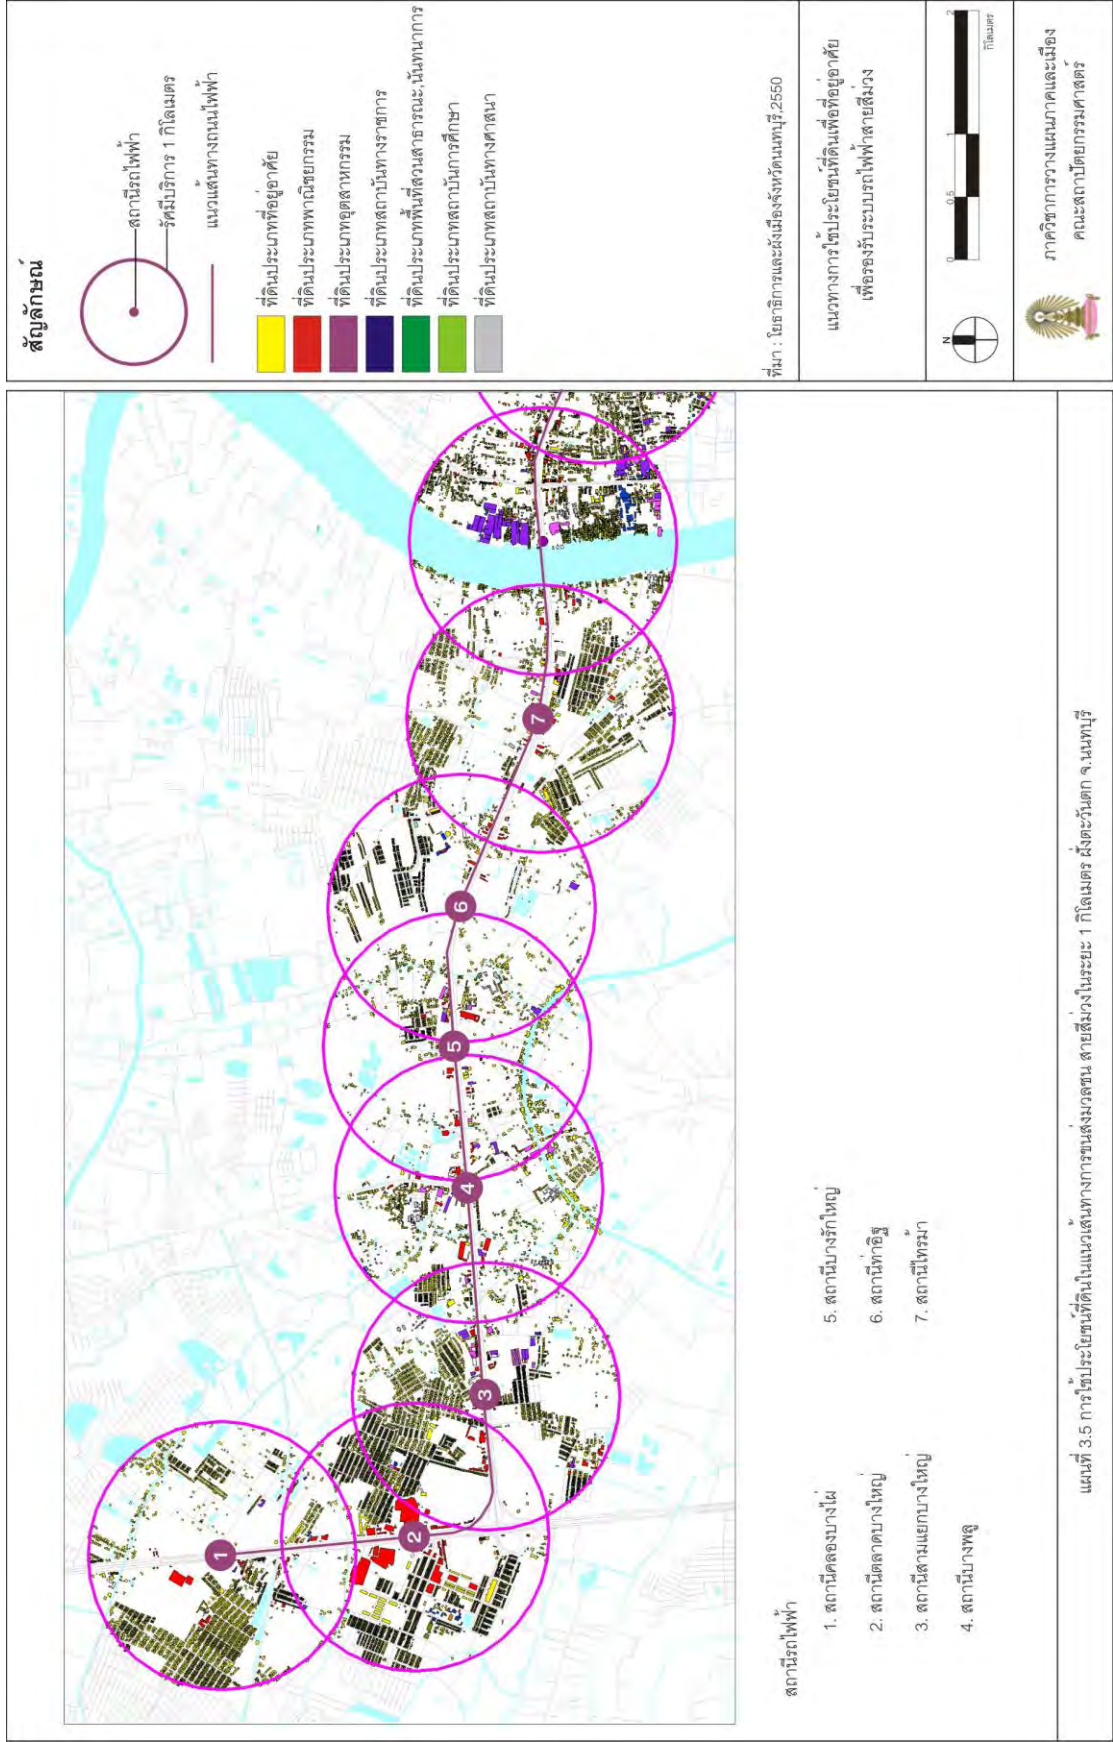 สัญลักษณ์
สถานีรถไฟฟ้า
รัศมีบริการ 1 กิโลเมตร
แนวเส้นทางถนนไฟฟ้า
ที่ดินประเภทที่อยู่อาศัย
ที่ดินประเภทพาณิชยกรรม
ที่ดินประเภทอุตสาหกรรม
ที่ดินประเภทสถาบันทางราชการ
ที่ดินประเภทพื้นที่สวนสาธารณะ,นันทนาการ
ที่ดินประเภทสถาบันการศึกษา
ที่ดินประเภทสถาบันทางศาสนา
ที่มา : โยธาธิการและผังเมืองจังหวัดนนทบุรี,2550
แนวทางการใช้ประโยชน์ที่ดินเพื่อที่อยู่อาศัย
เพื่อรองรับระบบรถไฟฟ้าสายสีม่วง
N
0 0.5 1 2
กิโลเมตร
ภาควิชาการวางแผนภาคและเมือง
คณะสถาปัตยกรรมศาสตร์
1
2
3
4
5
6
7
สถานีรถไฟฟ้า
1. สถานีคลองบางไผ่
2. สถานีตลาดบางใหญ่
3. สถานีสามแยกบางใหญ่
4. สถานีบางพลู
5. สถานีบางรักใหญ่
6. สถานีท่าอิฐ
7. สถานีไทรม้า
แผนที่ 3.5 การใช้ประโยชน์ที่ดินในแนวเส้นทางการขนส่งมวลชน สายสีม่วงในระยะ 1 กิโลเมตร ฝั่งตะวันตก จ.นนทบุรี